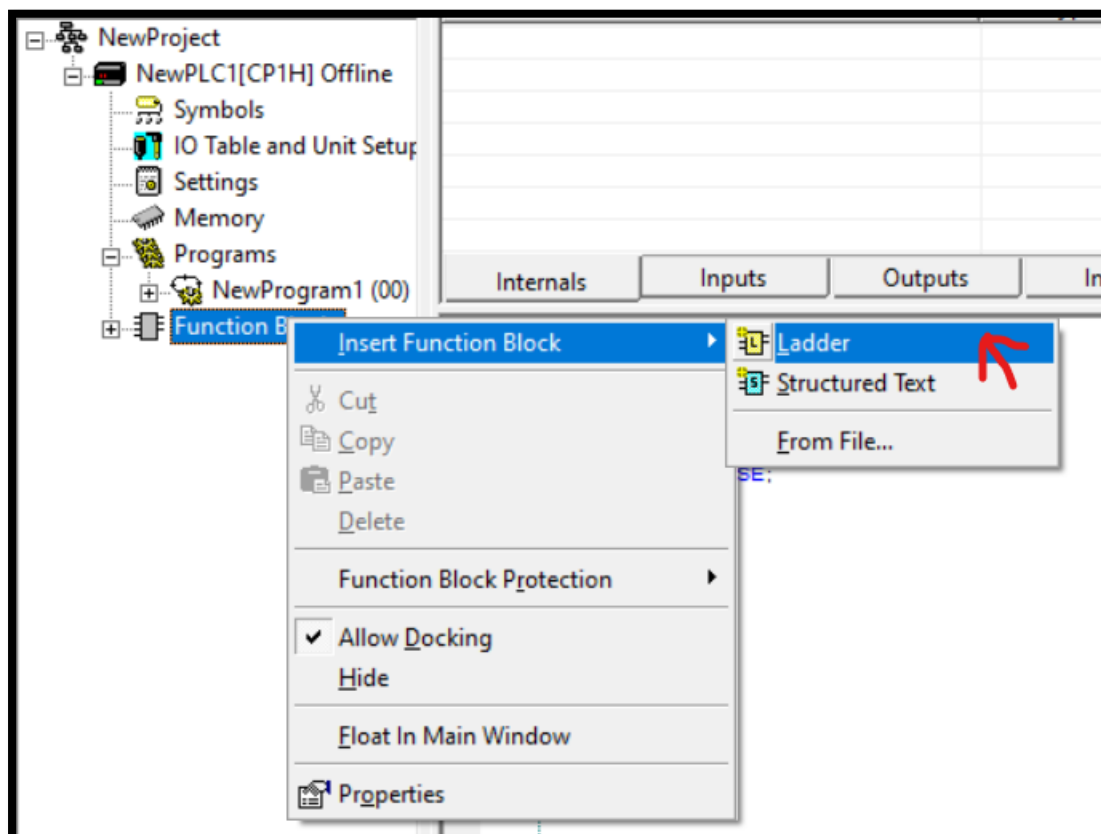 NewProject
NewPLC1[CP1H] Offline
Symbols
IO Table and Unit Setup
Settings
Memory
Programs
NewProgram1 (00)
Function B
Internals
Inputs
Outputs
In
Insert Function Block
Cut
Copy
Paste
Delete
Function Block Protection
Allow Docking
Hide
Float In Main Window
Properties
Ladder
Structured Text
From File...
SE;